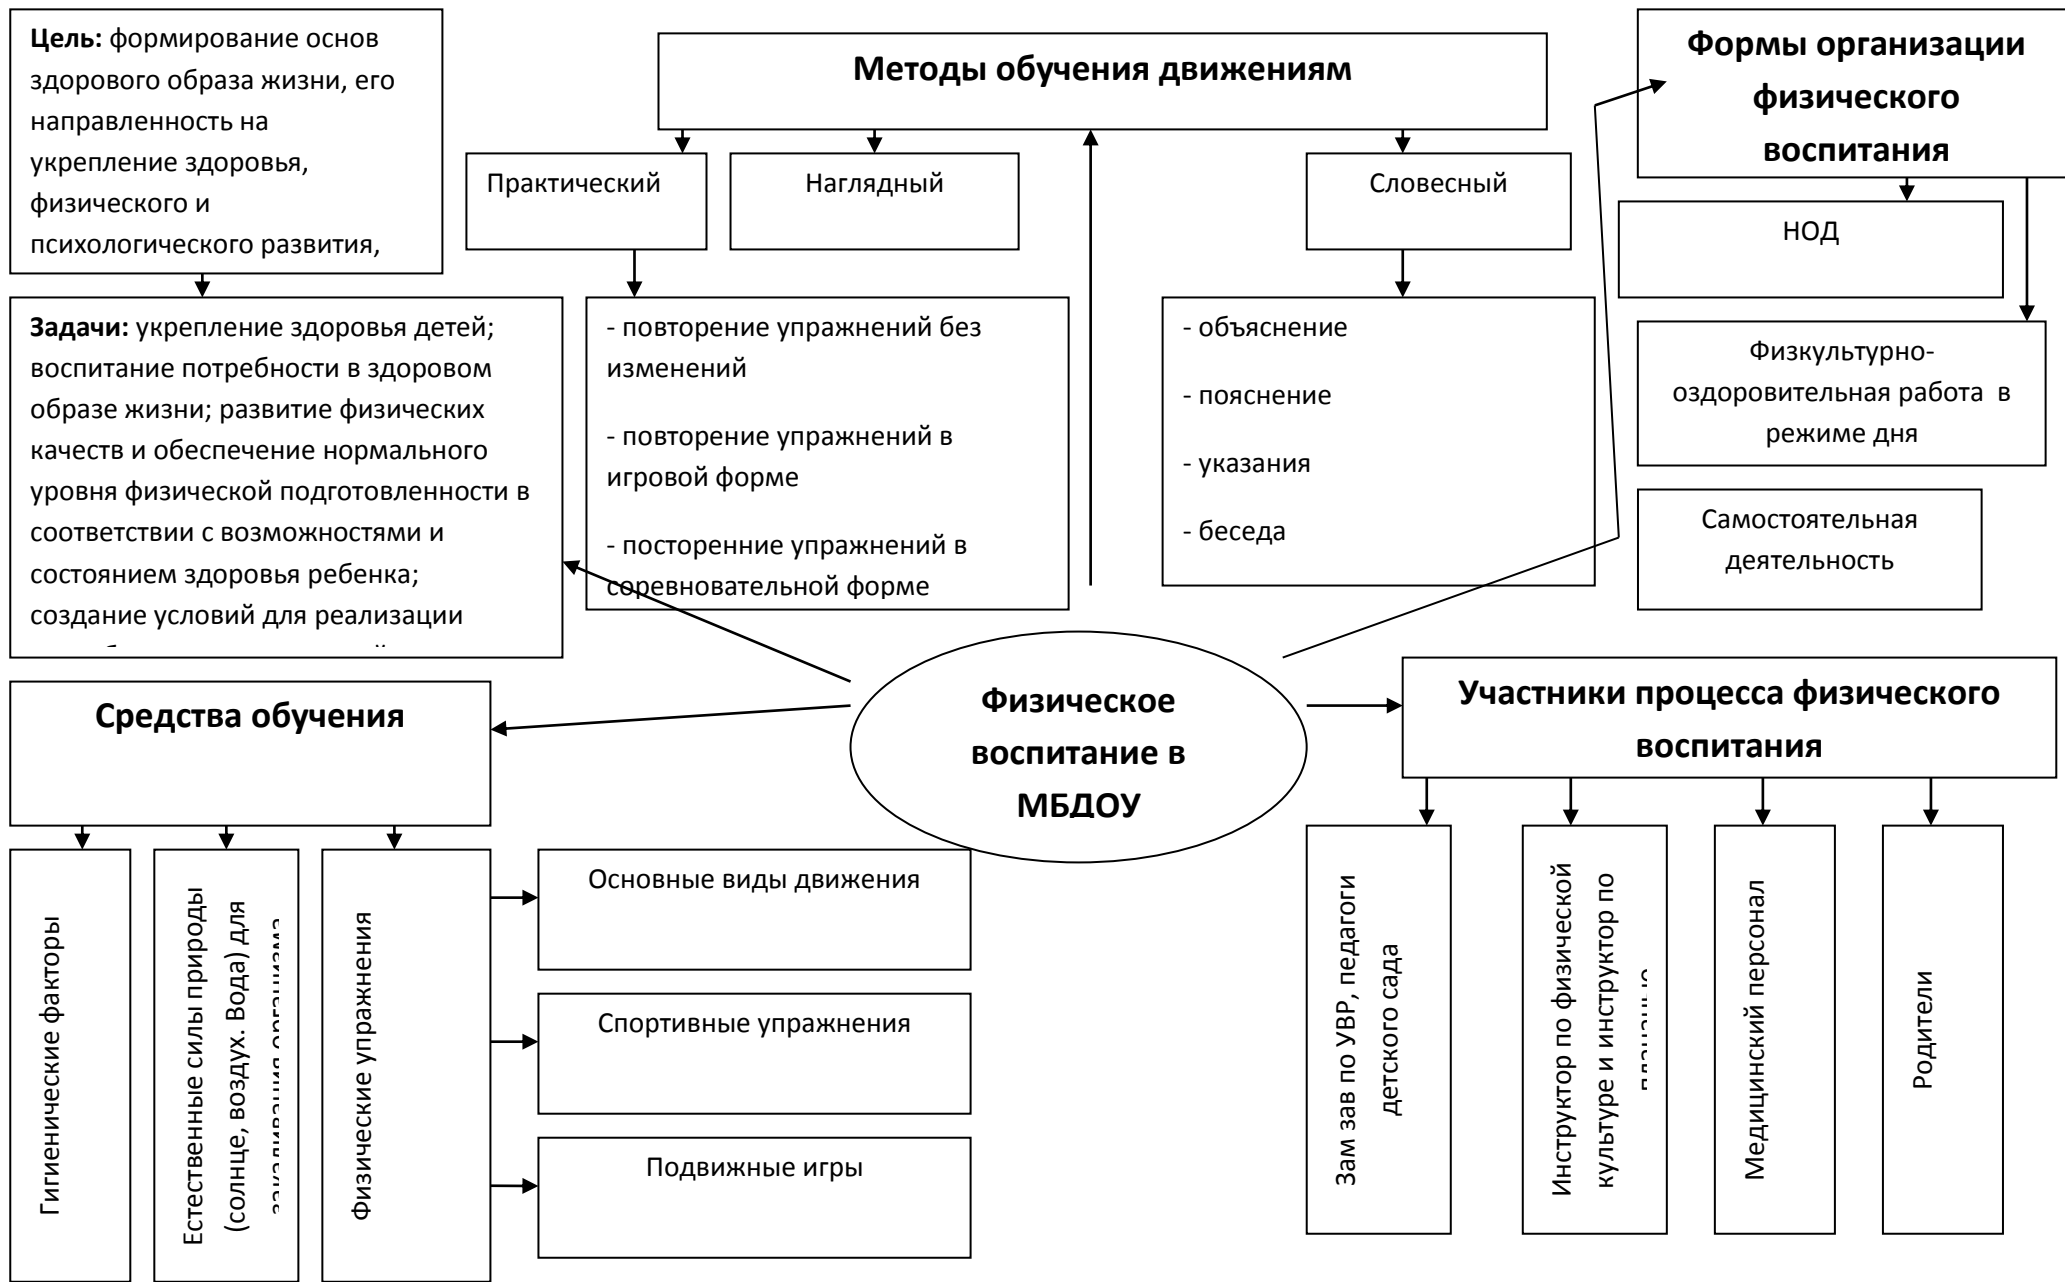 Цель: формирование основ
здорового образа жизни, его
направленность на
укрепление здоровья,
физического и
психологического развития,
Задачи: укрепление здоровья детей;
воспитание потребности в здоровом
образе жизни; развитие физических
качеств и обеспечение нормального
уровня физической подготовленности в
соответствии с возможностями и
состоянием здоровья ребенка;
создание условий для реализации
Методы обучения движениям
Практический
Наглядный
Словесный
- повторение упражнений без
изменений
- повторение упражнений в
игровой форме
- посторенние упражнений в
соревновательной форме
- объяснение
- пояснение
- указания
- беседа
Формы организации
физического
воспитания
НОД
Физкультурно-
оздоровительная работа в
режиме дня
Самостоятельная
деятельность
Физическое
воспитание в
МБДОУ
Средства обучения
Гигиенические факторы
Естественные силы природы
(солнце, воздух. Вода) для
закаливания организма
Физические упражнения
Основные виды движения
Спортивные упражнения
Подвижные игры
Участники процесса физического
воспитания
Зам зав по УВР, педагоги
детского сада
Инструктор по физической
культуре и инструктор по
Медицинский персонал
Родители